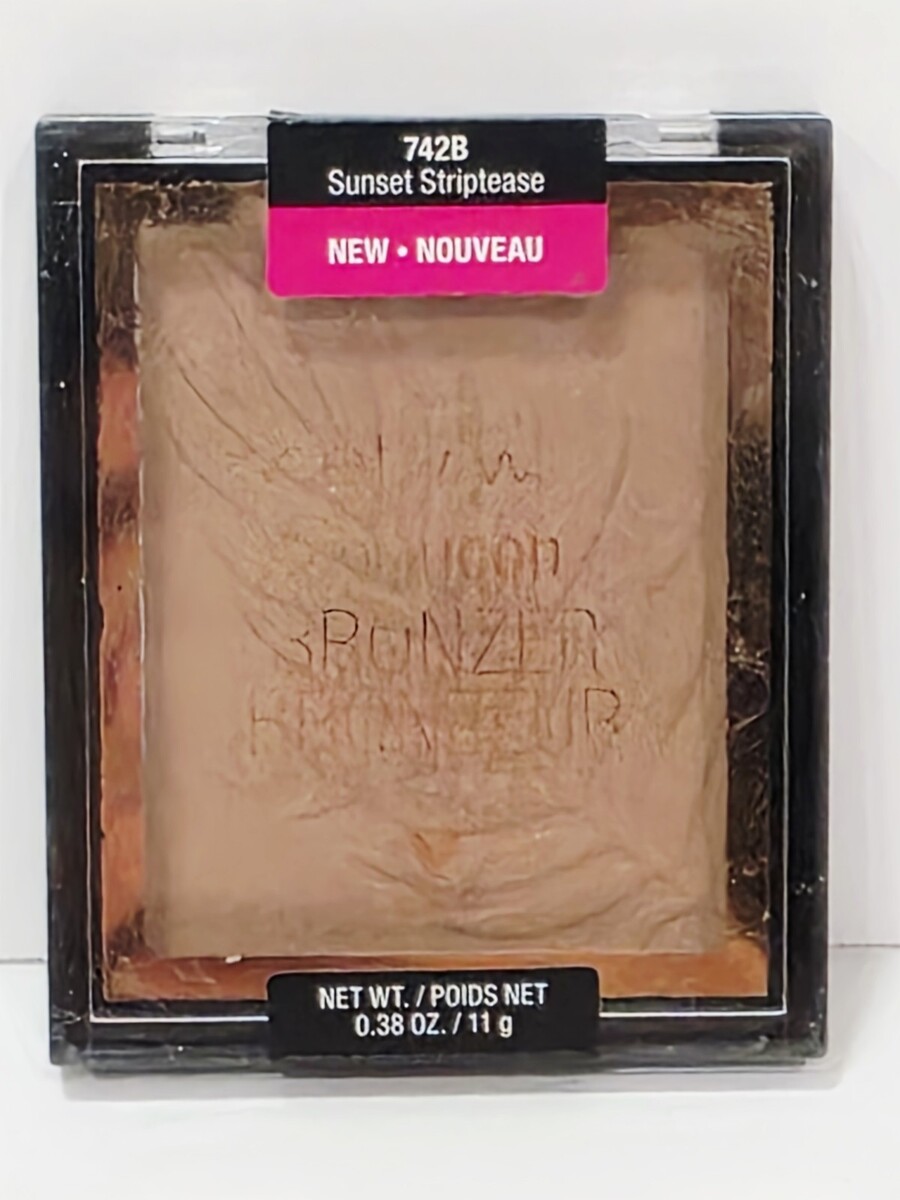 742B
Sunset Striptease
NEW • NOUVEAU
BRONZER
NET WT. / POIDS NET
0.38 OZ. / 11 g